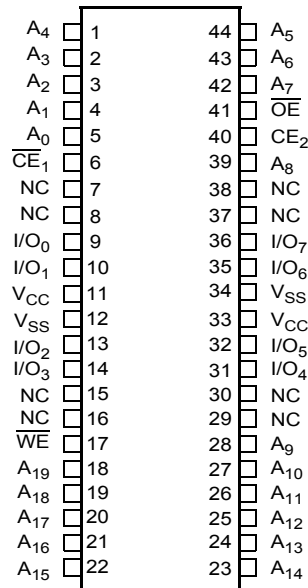 A4 1 44 A5
A3 2 43 A6
A2 3 42 A7
A1 4 41 OE
A0 5 40 CE2
CE1 6 39 A8
NC 7 38 NC
NC 8 37 NC
I/O0 9 36 I/O7
I/O1 10 35 I/O6
VCC 11 34 VSS
VSS 12 33 VCC
I/O2 13 32 I/O5
I/O3 14 31 I/O4
NC 15 30 NC
NC 16 29 NC
WE 17 28 A9
A19 18 27 A10
A18 19 26 A11
A17 20 25 A12
A16 21 24 A13
A15 22 23 A14